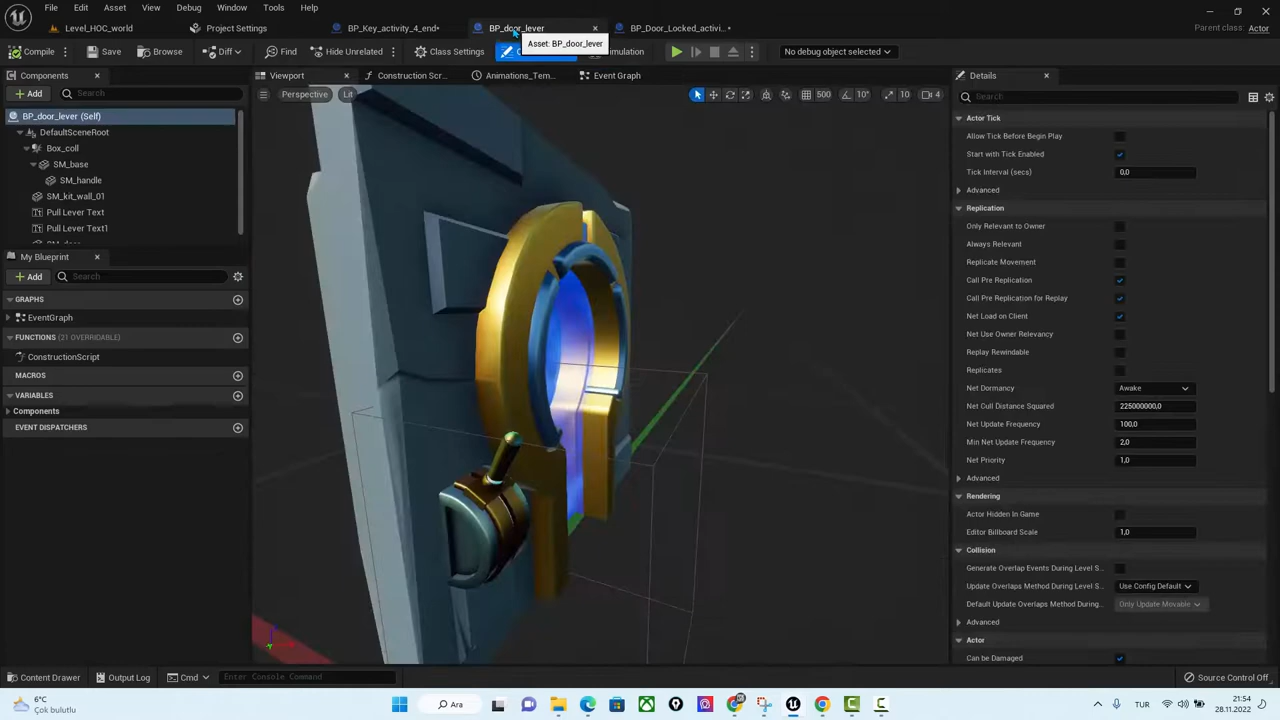 File Edit Asset View Debug Window Tools Help
Level_HOC_world
Project Settings
BP_Key_activity_4_end*
BP_door_lever
BP_Door_Locked_activi...*
Parent Class: Actor
Compile
Save
Browse
Find
Diff
Hide Unrelated
Class Settings
Asset: BP_door_lever
No debug object selected
Components
Viewport
Construction Scr...
Animations_Tem...
Event Graph
Details
Add
Search
Perspective
Lit
500
10°
10
4
Search
BP_door_lever (Self)
DefaultSceneRoot
Box_coll
SM_base
SM_handle
SM_kit_wall_01
Pull Lever Text
Pull Lever Text1
My Blueprint
Add
Search
GRAPHS
EventGraph
FUNCTIONS (21 OVERRIDABLE)
ConstructionScript
MACROS
VARIABLES
Components
EVENT DISPATCHERS
Actor Tick
Allow Tick Before Begin Play
Start with Tick Enabled
Tick Interval (secs)
0,0
Advanced
Replication
Only Relevant to Owner
Always Relevant
Replicate Movement
Call Pre Replication
Call Pre Replication for Replay
Net Load on Client
Net Use Owner Relevancy
Replay Rewindable
Replicates
Net Dormancy
Awake
Net Cull Distance Squared
225000000,0
Net Update Frequency
100,0
Min Net Update Frequency
2,0
Net Priority
1,0
Advanced
Rendering
Actor Hidden In Game
Editor Billboard Scale
1,0
Collision
Generate Overlap Events During Level S...
Update Overlaps Method During Level S...
Use Config Default
Default Update Overlaps Method During...
Only Update Movable
Advanced
Actor
Can be Damaged
Content Drawer
Output Log
Cmd
Enter Console Command
Source Control Off
6°C
Çok bulutlu
Ara
TUR
21:54
28.11.2022